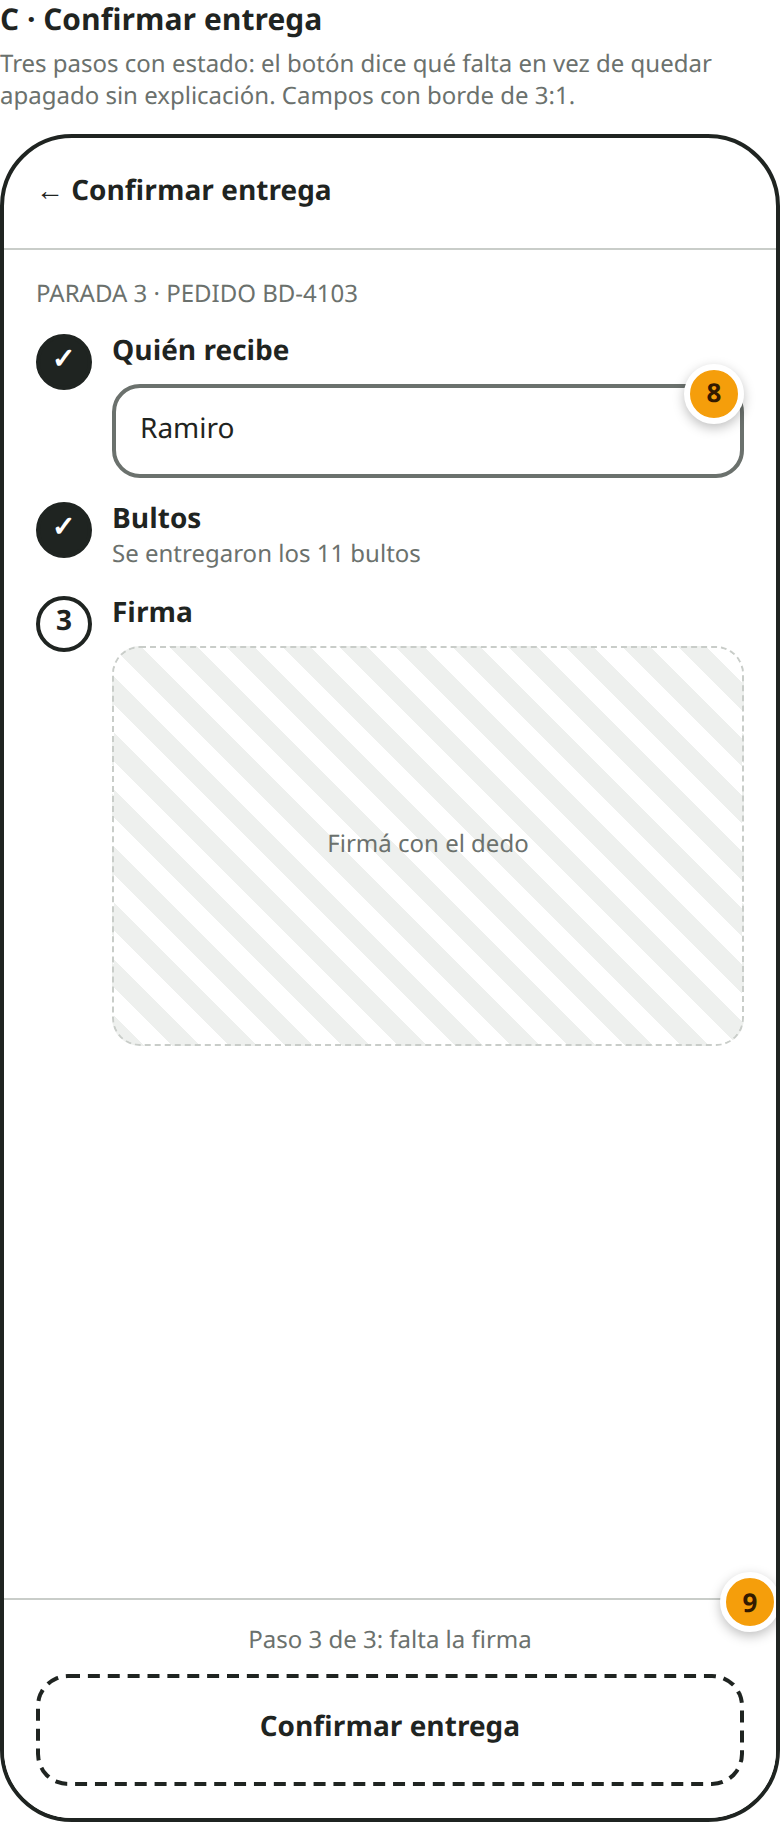 C · Confirmar entrega
Tres pasos con estado: el botón dice qué falta en vez de quedar
apagado sin explicación. Campos con borde de 3:1.
← Confirmar entrega
PARADA 3 · PEDIDO BD-4103
✓ Quién recibe
8
Ramiro
✓ Bultos
Se entregaron los 11 bultos
3 Firma
Firmá con el dedo
9
Paso 3 de 3: falta la firma
Confirmar entrega